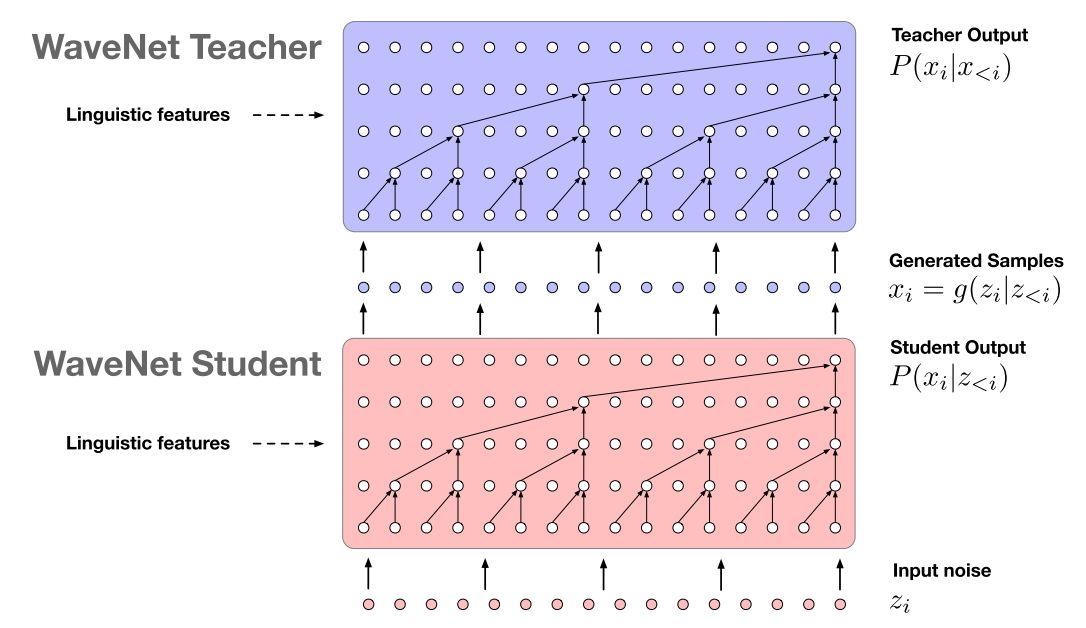 WaveNet Teacher
Linguistic features
Teacher Output
P(x_i|x_{<i})
Generated Samples
x_i = g(z_i|z_{<i})
WaveNet Student
Linguistic features
Student Output
P(x_i|z_{<i})
Input noise
z_i